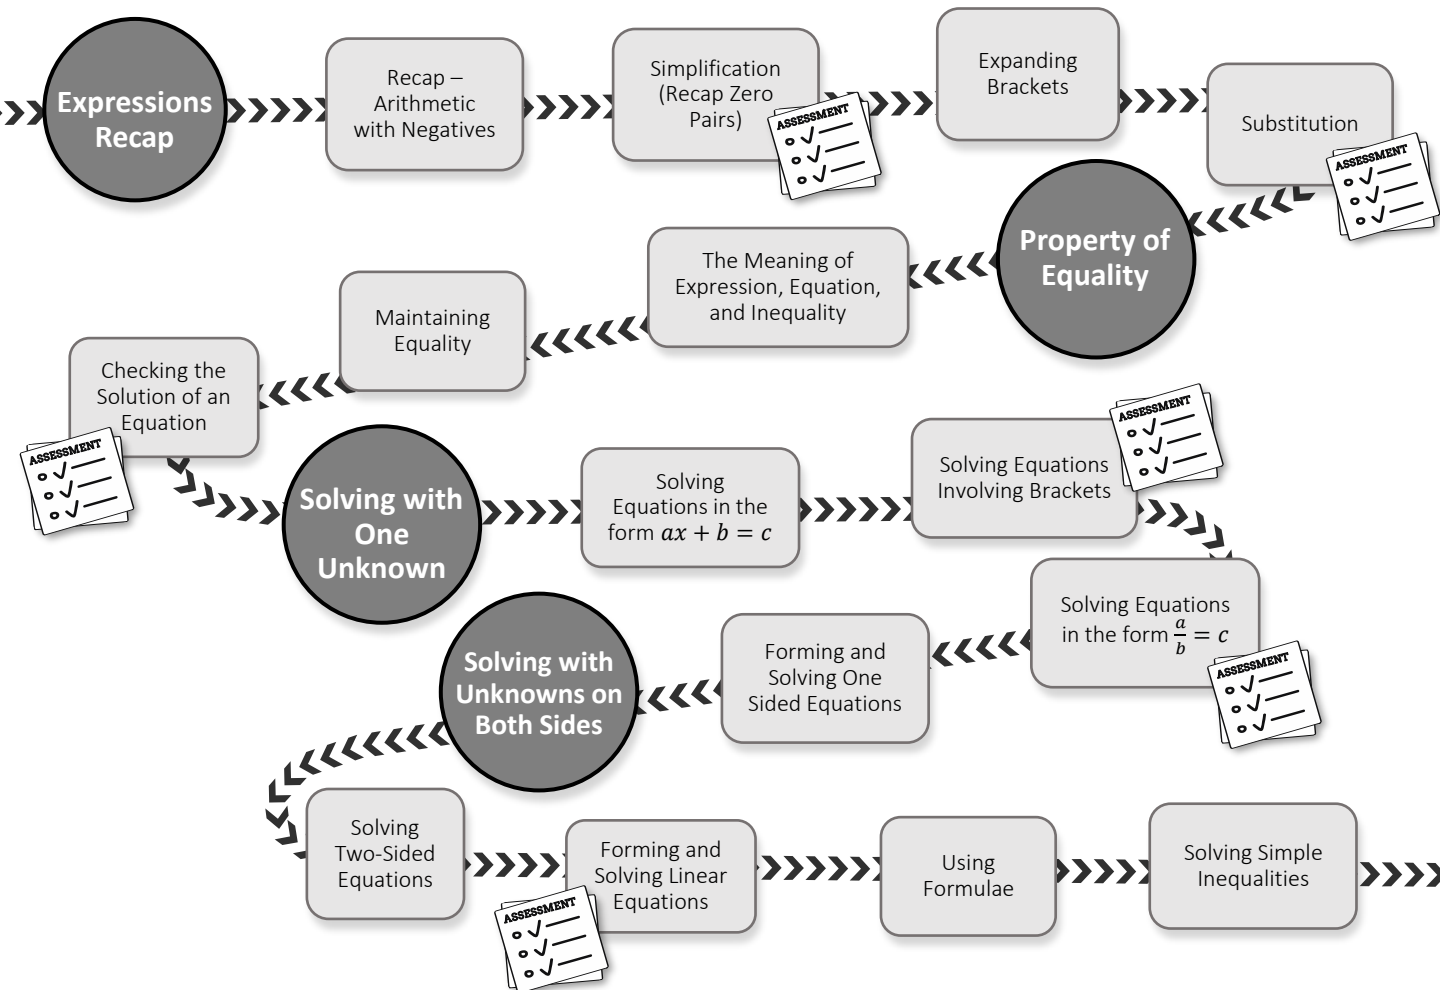 Expressions
Recap
Recap –
Arithmetic
with Negatives
Simplification
(Recap Zero
Pairs)
ASSESSMENT
Expanding
Brackets
Substitution
ASSESSMENT
Property of
Equality
The Meaning of
Expression, Equation,
and Inequality
Maintaining
Equality
Checking the
Solution of an
Equation
ASSESSMENT
Solving with
One
Unknown
Solving
Equations in the
form ax + b = c
Solving Equations
Involving Brackets
ASSESSMENT
Solving Equations
in the form a/b = c
ASSESSMENT
Forming and
Solving One
Sided Equations
Solving with
Unknowns on
Both Sides
Solving
Two-Sided
Equations
Forming and
Solving Linear
Equations
ASSESSMENT
Using
Formulae
Solving Simple
Inequalities